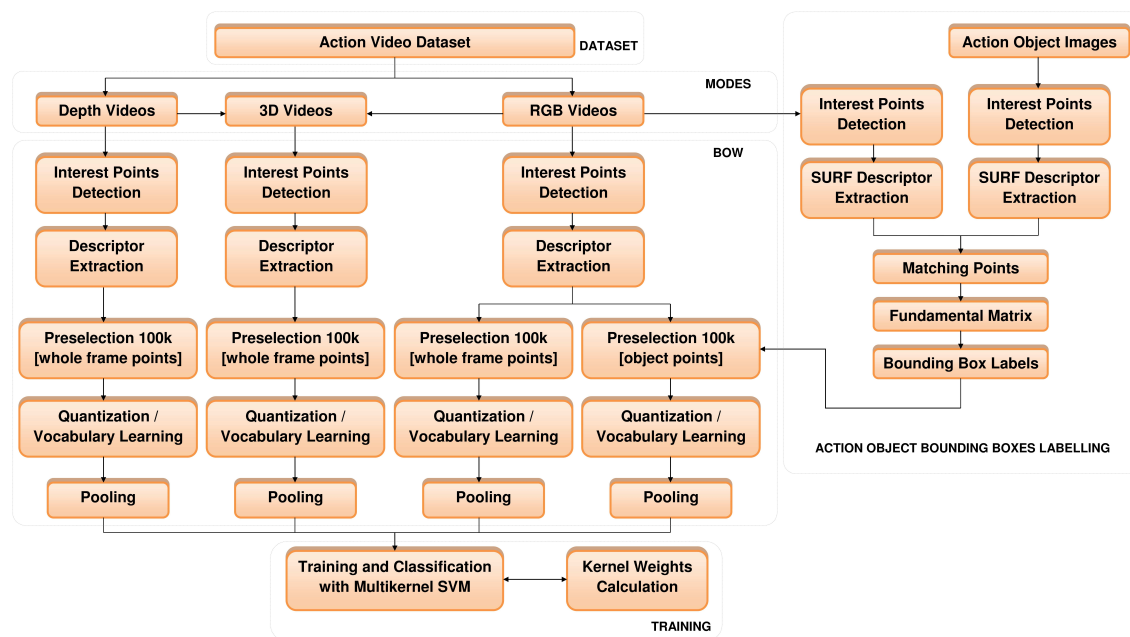 Action Video Dataset
DATASET
Action Object Images
MODES
Depth Videos
3D Videos
RGB Videos
Interest Points
Detection
Interest Points
Detection
BOW
Interest Points
Detection
Interest Points
Detection
Interest Points
Detection
SURF Descriptor
Extraction
SURF Descriptor
Extraction
Descriptor
Extraction
Descriptor
Extraction
Descriptor
Extraction
Matching Points
Fundamental Matrix
Bounding Box Labels
Preselection 100k
[whole frame points]
Preselection 100k
[whole frame points]
Preselection 100k
[whole frame points]
Preselection 100k
[object points]
Quantization /
Vocabulary Learning
Quantization /
Vocabulary Learning
Quantization /
Vocabulary Learning
Quantization /
Vocabulary Learning
ACTION OBJECT BOUNDING BOXES LABELLING
Pooling
Pooling
Pooling
Pooling
Training and Classification
with Multikernel SVM
Kernel Weights
Calculation
TRAINING